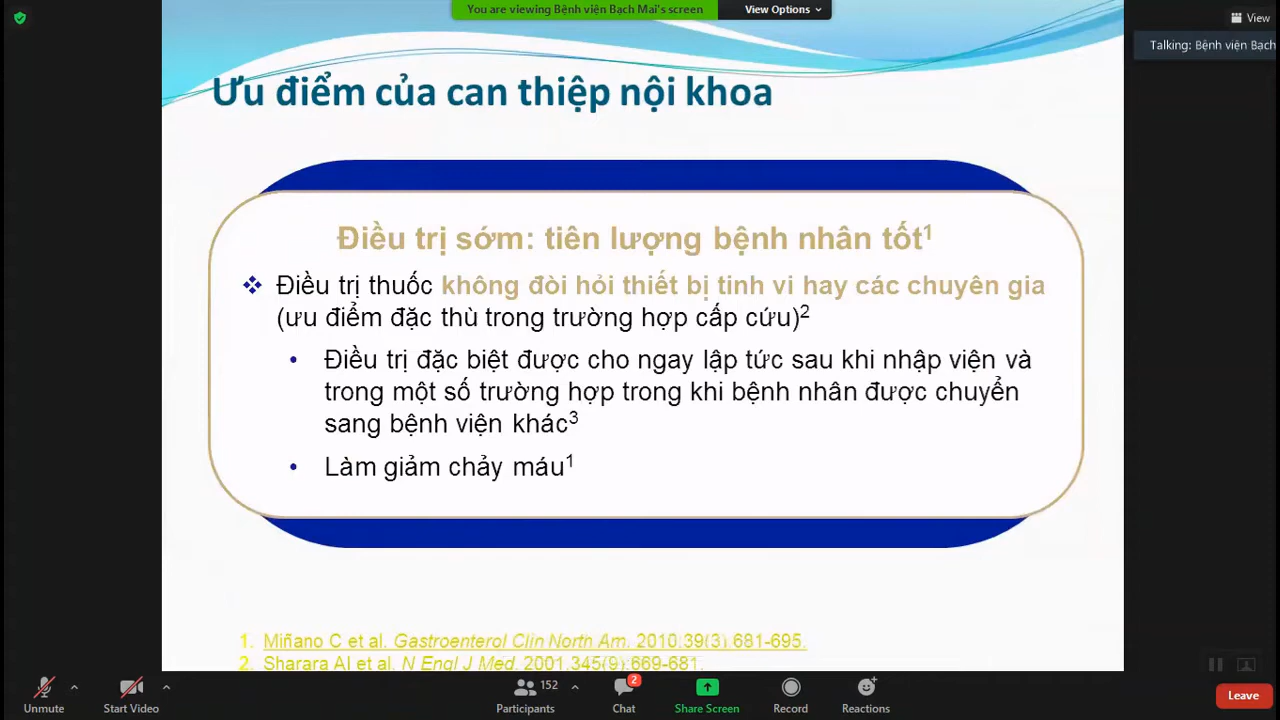 You are viewing Bệnh viện Bạch Mai's screen
View Options
View
Talking: Bệnh viện Bạch
Ưu điểm của can thiệp nội khoa
Điều trị sớm: tiên lượng bệnh nhân tốt1
❖ Điều trị thuốc không đòi hỏi thiết bị tinh vi hay các chuyên gia
(ưu điểm đặc thù trong trường hợp cấp cứu)2
• Điều trị đặc biệt được cho ngay lập tức sau khi nhập viện và
trong một số trường hợp trong khi bệnh nhân được chuyển
sang bệnh viện khác3
• Làm giảm chảy máu1
1. Miñano C et al. Gastroenterol Clin North Am. 2010;39(3):681-695.
2. Sharara AI et al. N Engl J Med. 2001.345(9):669-681.
Unmute
Start Video
152
Participants
2
Chat
Share Screen
Record
Reactions
Leave